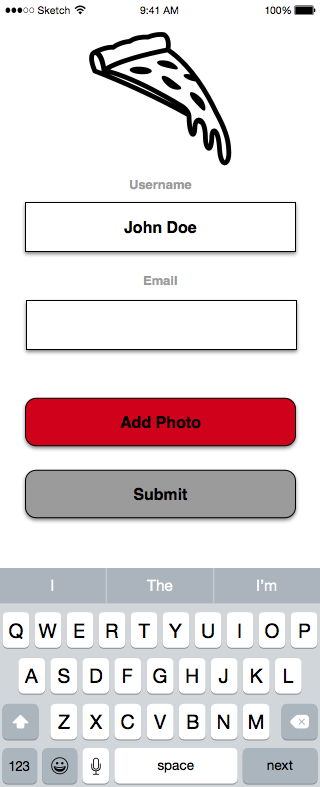 Sketch 9:41 AM 100%
Username
John Doe
Email
Add Photo
Submit
I The I'm
Q W E R T Y U I O P
A S D F G H J K L
Z X C V B N M
123 space next